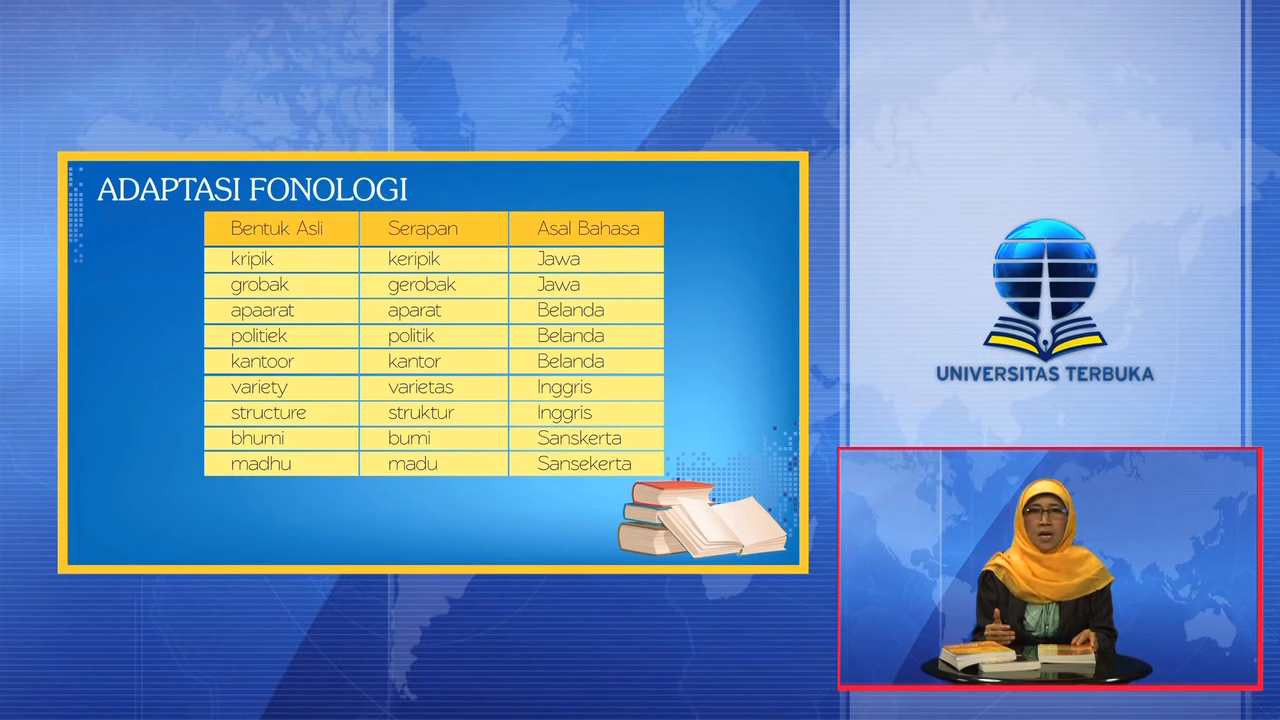 ADAPTASI FONOLOGI
Bentuk Asli Serapan Asal Bahasa
kripik keripik Jawa
grobak gerobak Jawa
apaarat aparat Belanda
politiek politik Belanda
kantoor kantor Belanda
variety varietas Inggris
structure struktur Inggris
bhumi bumi Sanskerta
madhu madu Sansekerta
UNIVERSITAS TERBUKA